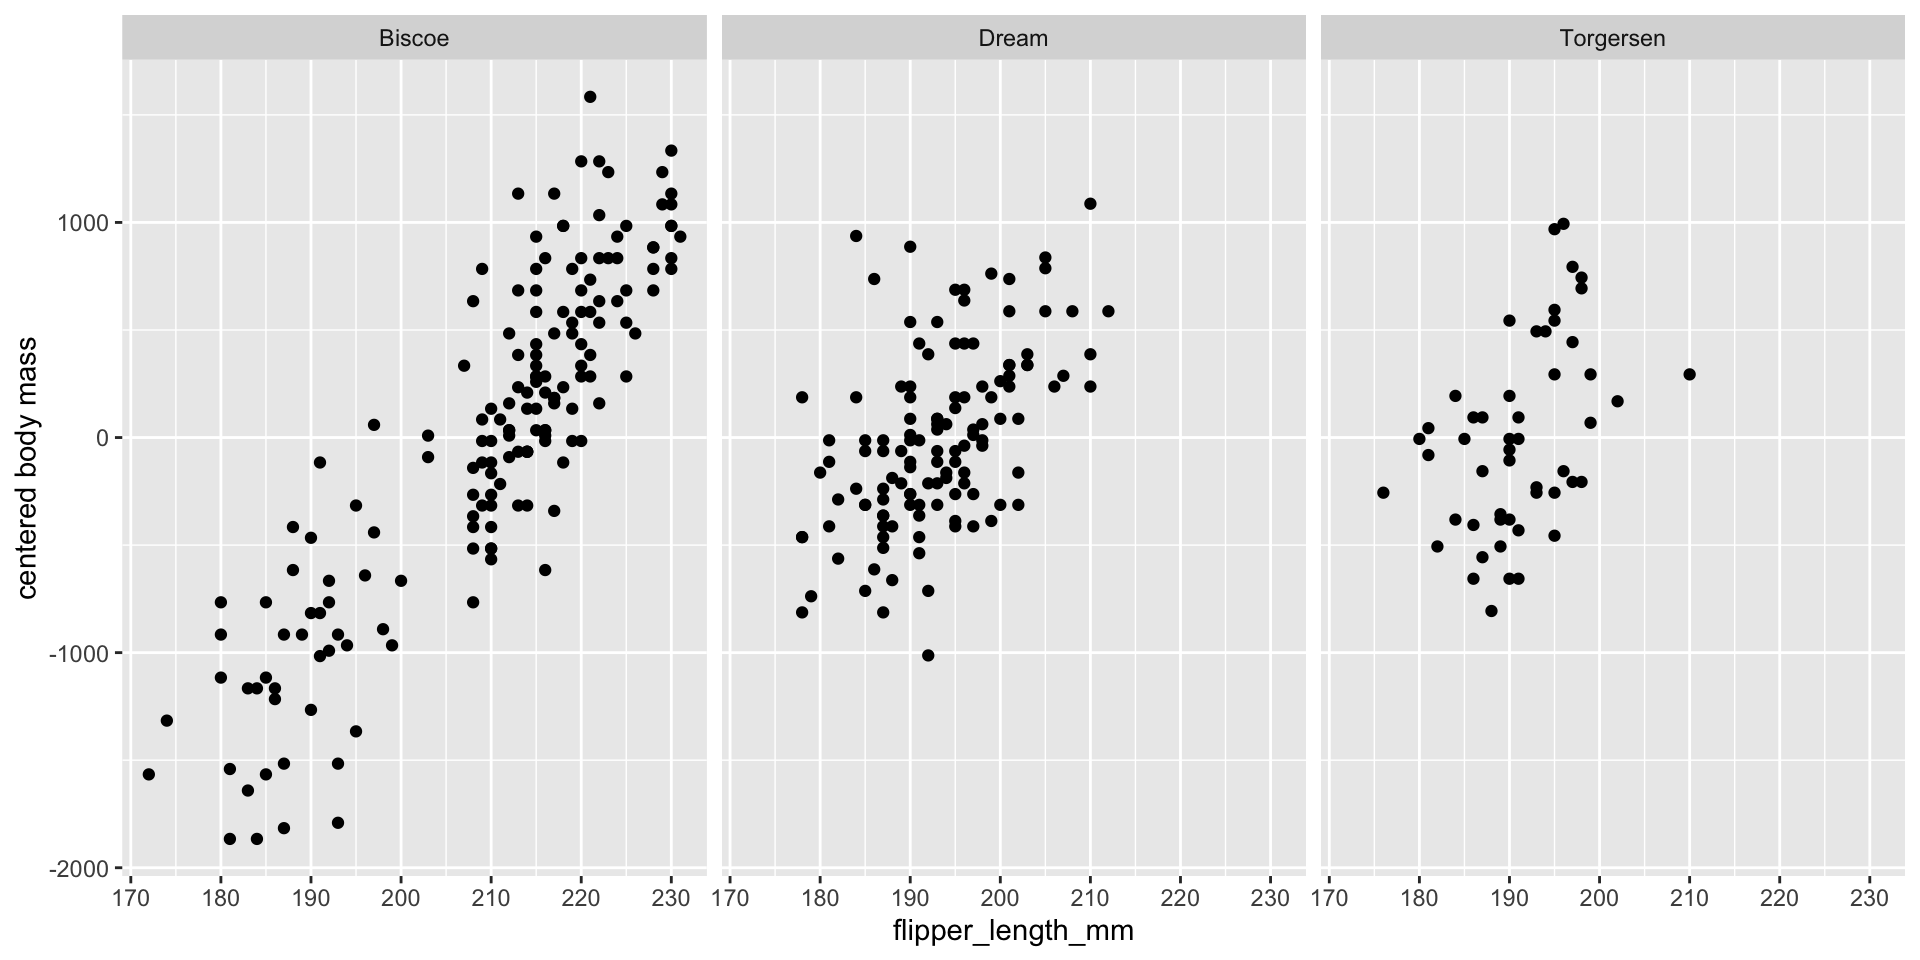 Biscoe Dream Torgersen
centered body mass
1000
0
-1000
-2000
170 180 190 200 210 220 230 170 180 190 200 210 220 230 170 180 190 200 210 220 230
flipper_length_mm